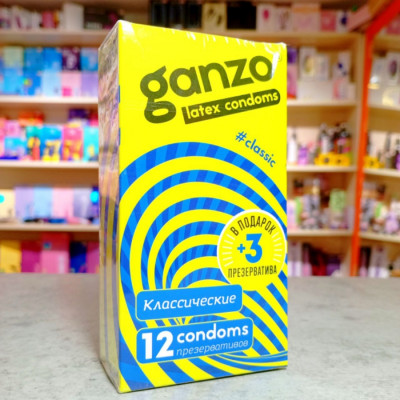 ganzo
latex condoms
#classic
В ПОДАРОК
+3
ПРЕЗЕРВАТИВА
Классические
12 condoms
презервативов